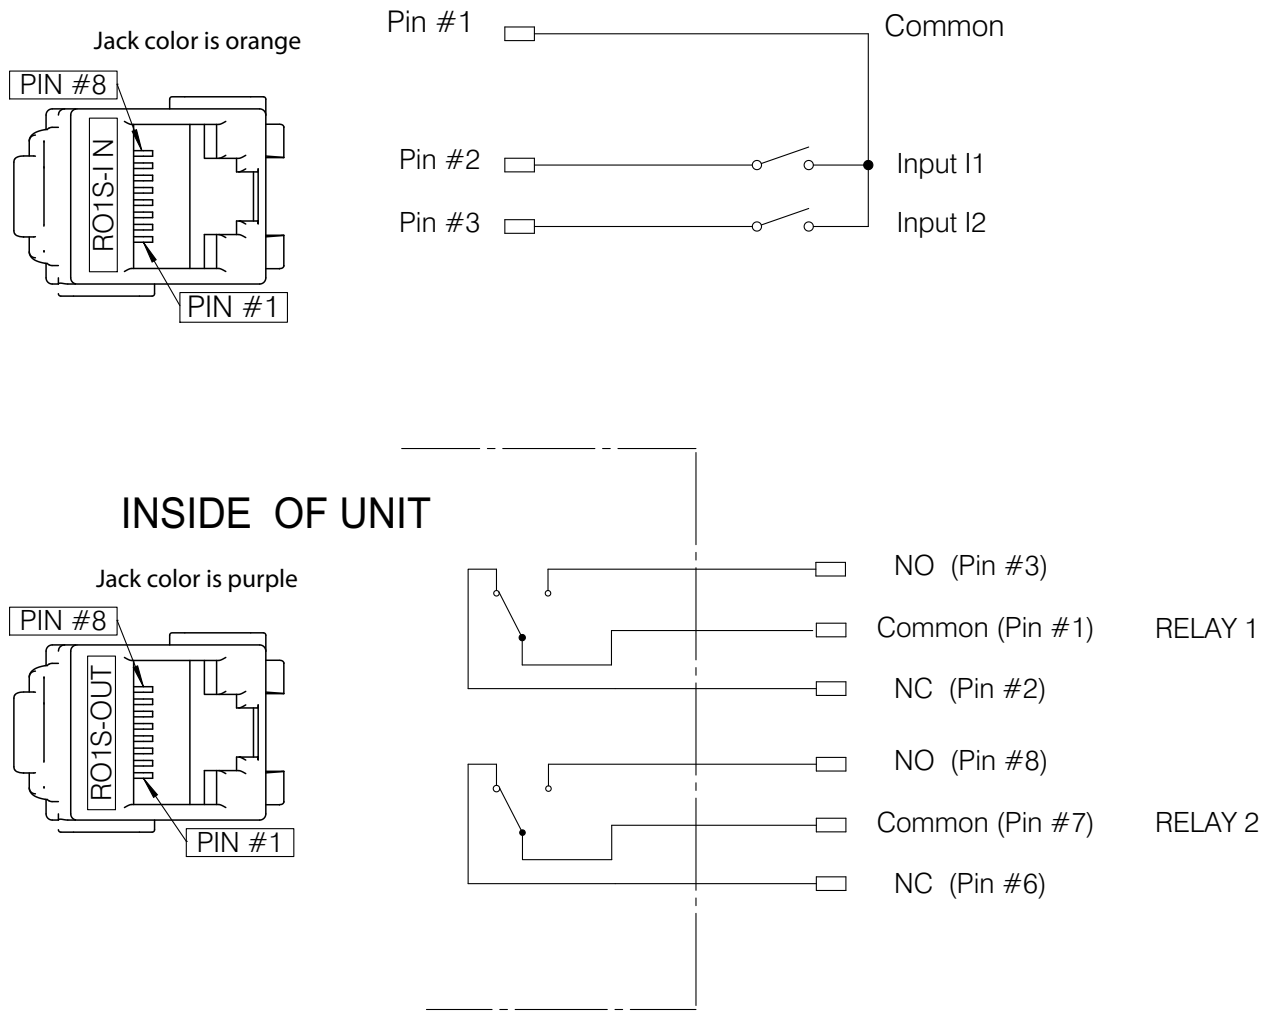 Jack color is orange
PIN #8
RO1S-I N
PIN #1
Pin #1
Common
Pin #2
Input I1
Pin #3
Input I2
INSIDE OF UNIT
Jack color is purple
PIN #8
RO1S-OUT
PIN #1
NO (Pin #3)
Common (Pin #1) RELAY 1
NC (Pin #2)
NO (Pin #8)
Common (Pin #7) RELAY 2
NC (Pin #6)